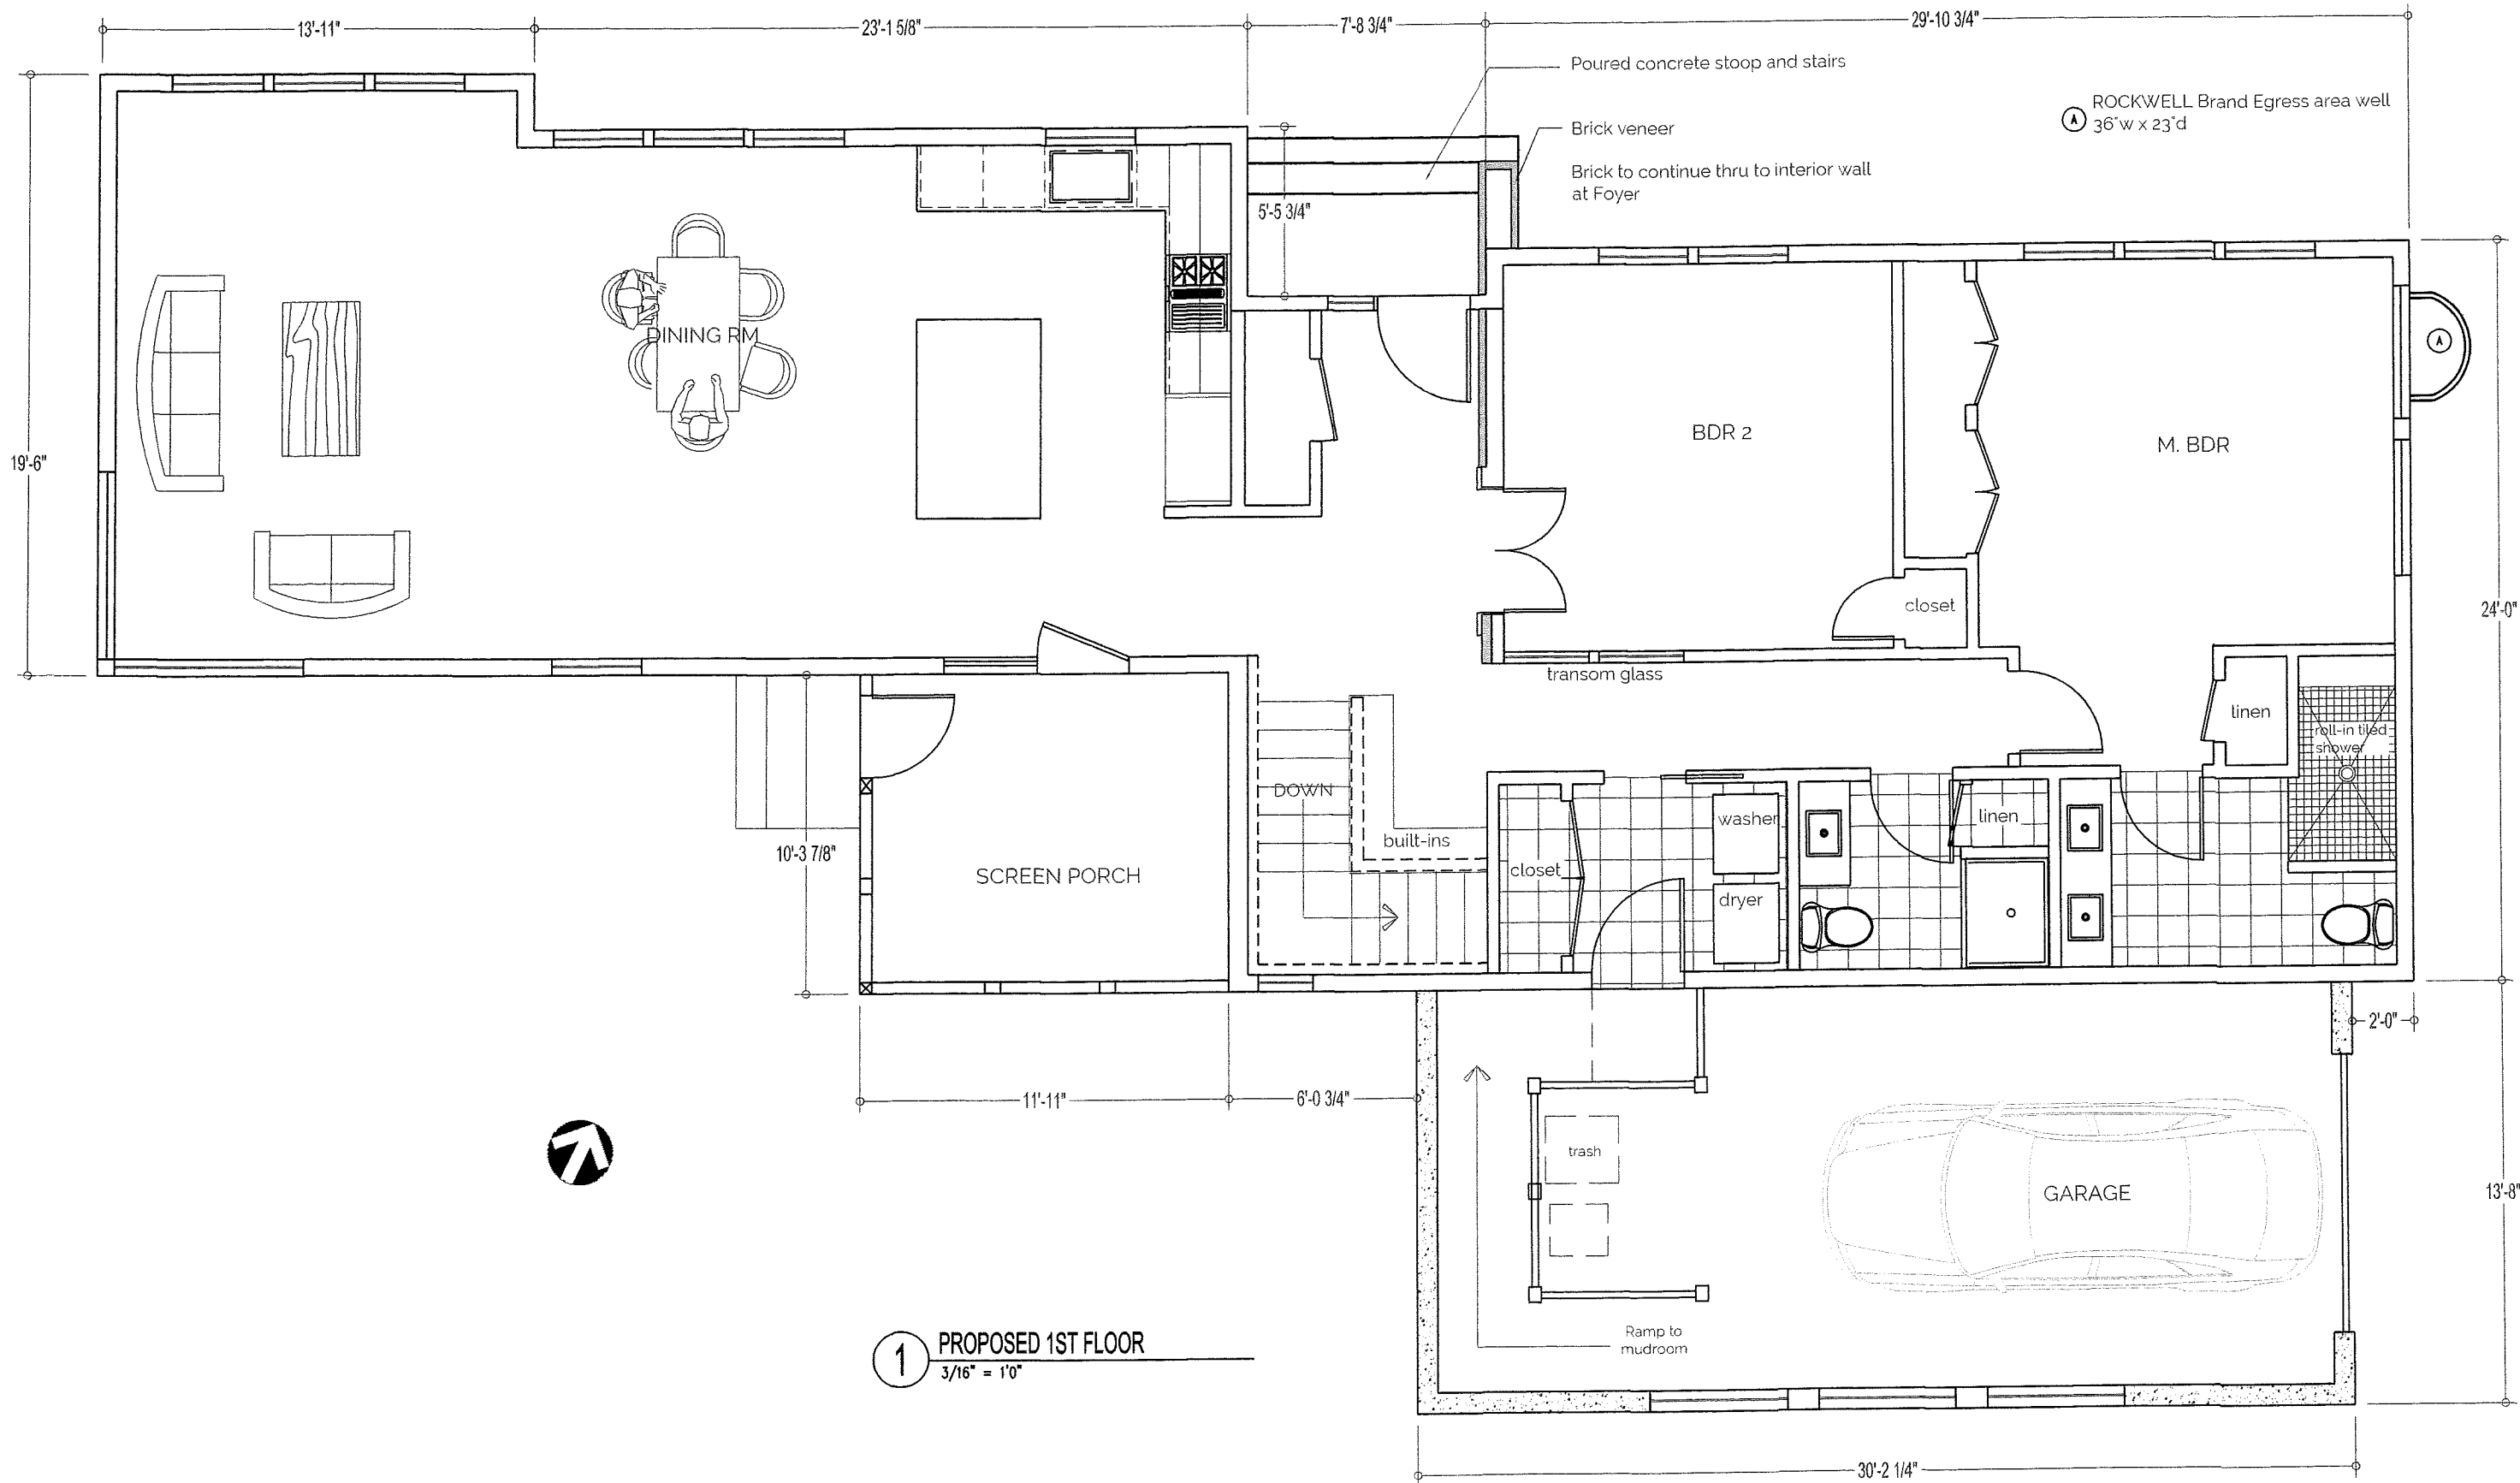 13'-11"
23'-1 5/8"
7'-8 3/4"
29'-10 3/4"
Poured concrete stoop and stairs
ROCKWELL Brand Egress area well
A
36"w x 23"d
Brick veneer
Brick to continue thru to interior wall
at Foyer
5'-5 3/4"
DINING RM
A
BDR 2
M. BDR
19'-6"
24'-0"
closet
transom glass
linen
roll-in tiled
shower
DOWN
washer
linen
built-ins
10'-3 7/8"
SCREEN PORCH
closet
dryer
2'-0"
11'-11"
6'-0 3/4"
trash
GARAGE
13'-8"
Ramp to
mudroom
1
PROPOSED 1ST FLOOR
3/16" = 1'0"
30'-2 1/4"